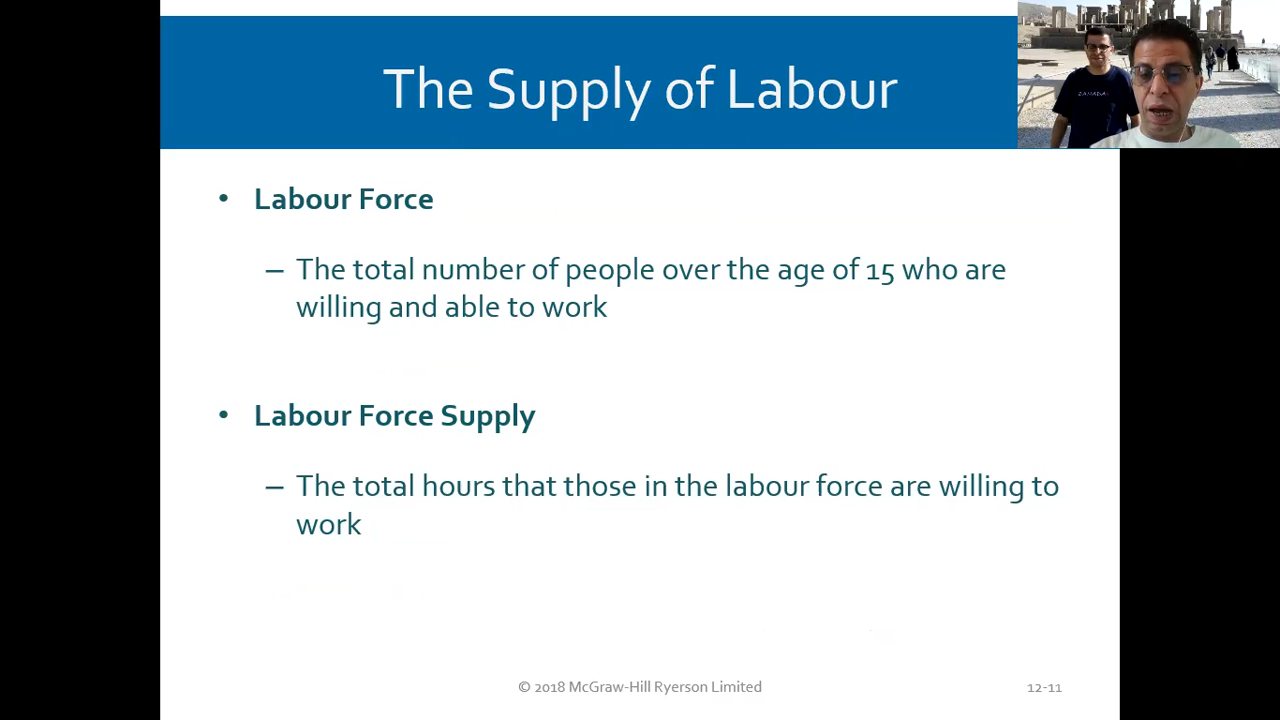 The Supply of Labour
• Labour Force
– The total number of people over the age of 15 who are
willing and able to work
• Labour Force Supply
– The total hours that those in the labour force are willing to
work
© 2018 McGraw-Hill Ryerson Limited
12-11